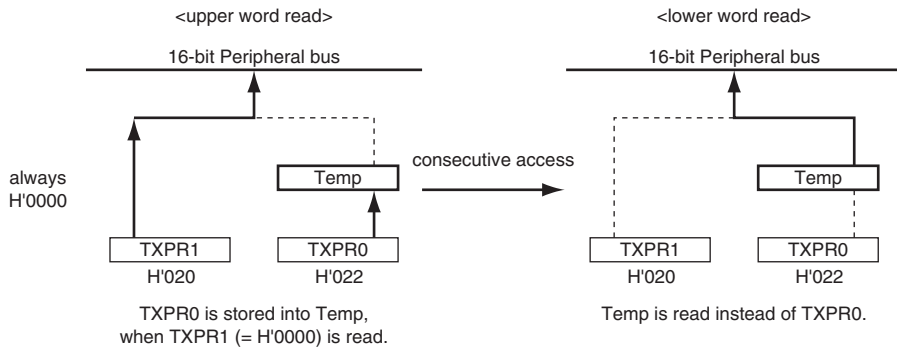 <upper word read>
16-bit Peripheral bus
always
H'0000
Temp
TXPR1
TXPR0
H'020
H'022
TXPR0 is stored into Temp,
when TXPR1 (= H'0000) is read.
consecutive access
<lower word read>
16-bit Peripheral bus
Temp
TXPR1
TXPR0
H'020
H'022
Temp is read instead of TXPR0.